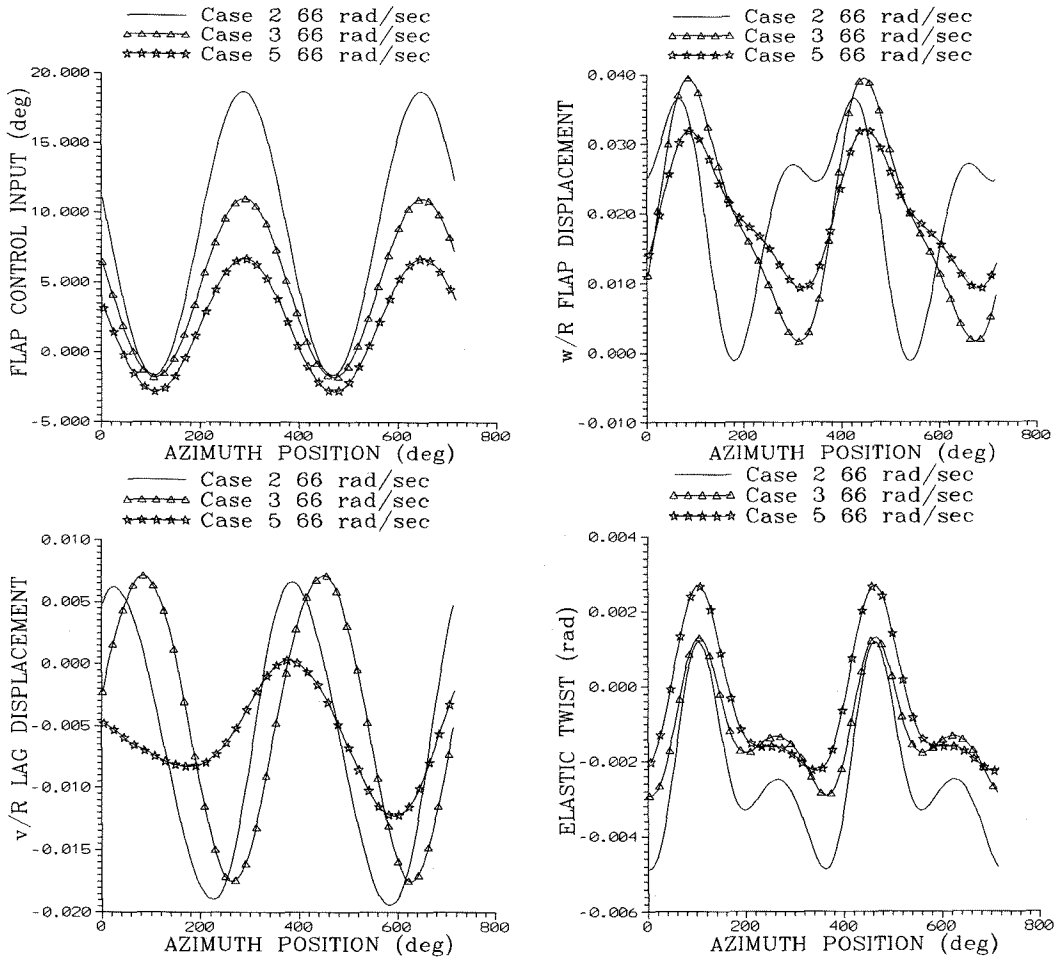 Case 2 66 rad/sec
Case 3 66 rad/sec
Case 5 66 rad/sec
20.000
15.000
10.000
5.000
0.000
-5.000
FLAP CONTROL INPUT (deg)
0
200
400
600
800
AZIMUTH POSITION (deg)
Case 2 66 rad/sec
Case 3 66 rad/sec
Case 5 66 rad/sec
0.040
0.030
0.020
0.010
0.000
-0.010
w/R FLAP DISPLACEMENT
0
200
400
600
800
AZIMUTH POSITION (deg)
Case 2 66 rad/sec
Case 3 66 rad/sec
Case 5 66 rad/sec
0.010
0.005
0.000
-0.005
-0.010
-0.015
-0.020
v/R LAG DISPLACEMENT
0
200
400
600
800
AZIMUTH POSITION (deg)
Case 2 66 rad/sec
Case 3 66 rad/sec
Case 5 66 rad/sec
0.004
0.002
0.000
-0.002
-0.004
-0.006
ELASTIC TWIST (rad)
0
200
400
600
800
AZIMUTH POSITION (deg)